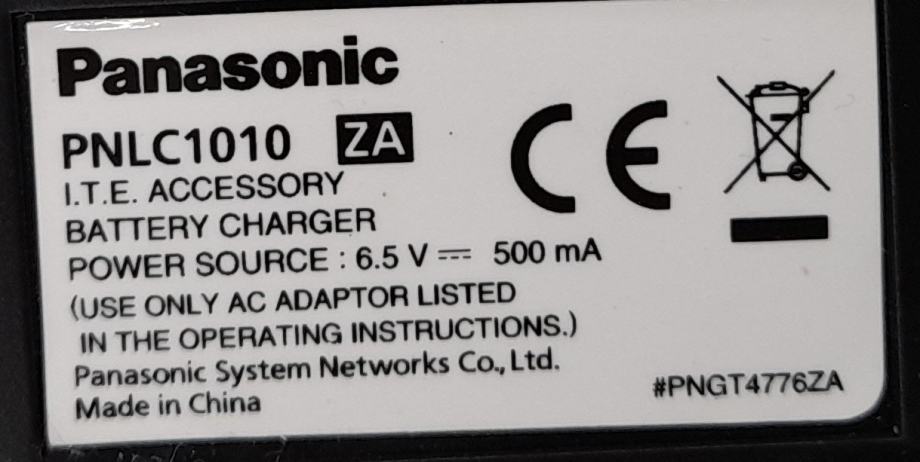 Panasonic
PNLC1010 ZA
I.T.E. ACCESSORY
BATTERY CHARGER
POWER SOURCE : 6.5 V ⎓ 500 mA
(USE ONLY AC ADAPTOR LISTED
IN THE OPERATING INSTRUCTIONS.)
Panasonic System Networks Co., Ltd.
Made in China
CE
#PNGT4776ZA